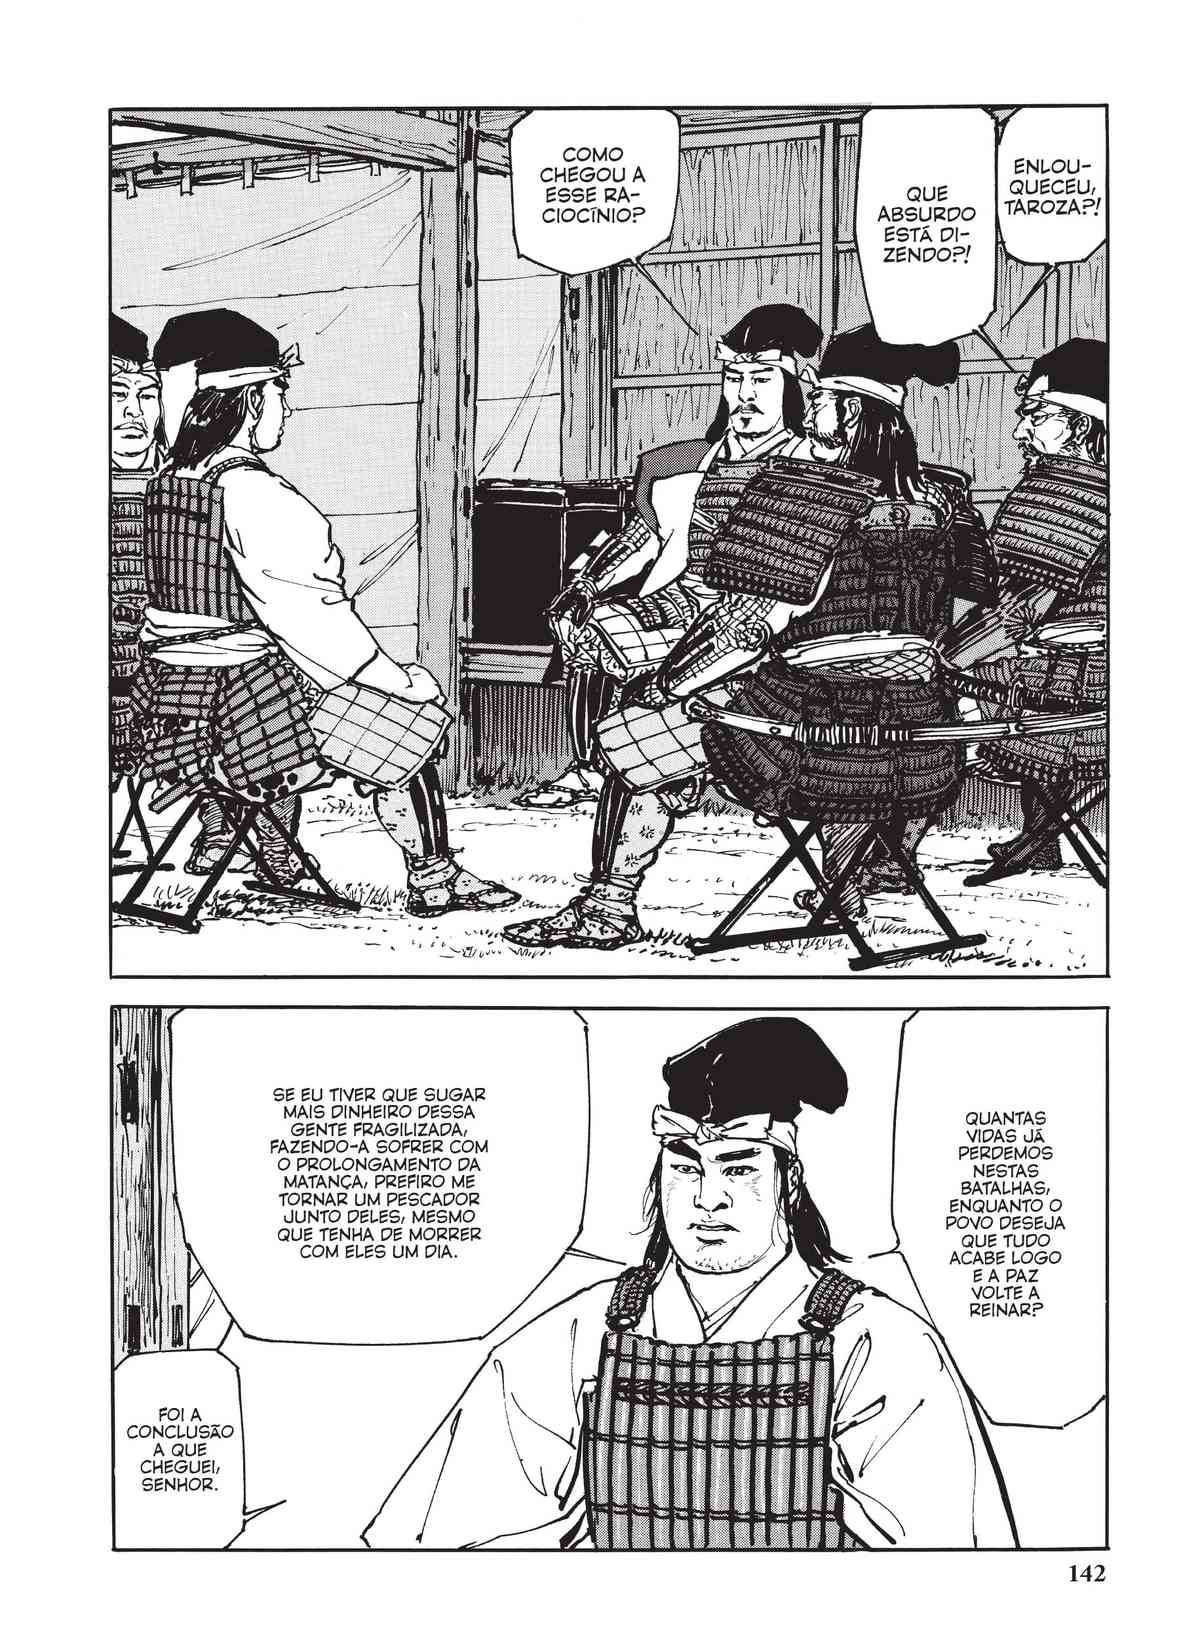 ENLOU-
QUECEU,
TAROZA?!
QUE
ABSURDO
ESTÁ DI-
ZENDO?!
COMO
CHEGOU A
ESSE RA-
CIOCÍNIO?
QUANTAS
VIDAS JÁ
PERDEMOS
NESTAS
BATALHAS,
ENQUANTO O
POVO DESEJA
QUE TUDO
ACABE LOGO
E A PAZ
VOLTE A
REINAR?
SE EU TIVER QUE SUGAR
MAIS DINHEIRO DESSA
GENTE FRAGILIZADA,
FAZENDO-A SOFRER COM
O PROLONGAMENTO DA
MATANÇA, PREFIRO ME
TORNAR UM PESCADOR
JUNTO DELES, MESMO
QUE TENHA DE MORRER
COM ELES UM DIA.
FOI A
CONCLUSÃO
A QUE
CHEGUEI,
SENHOR.
142